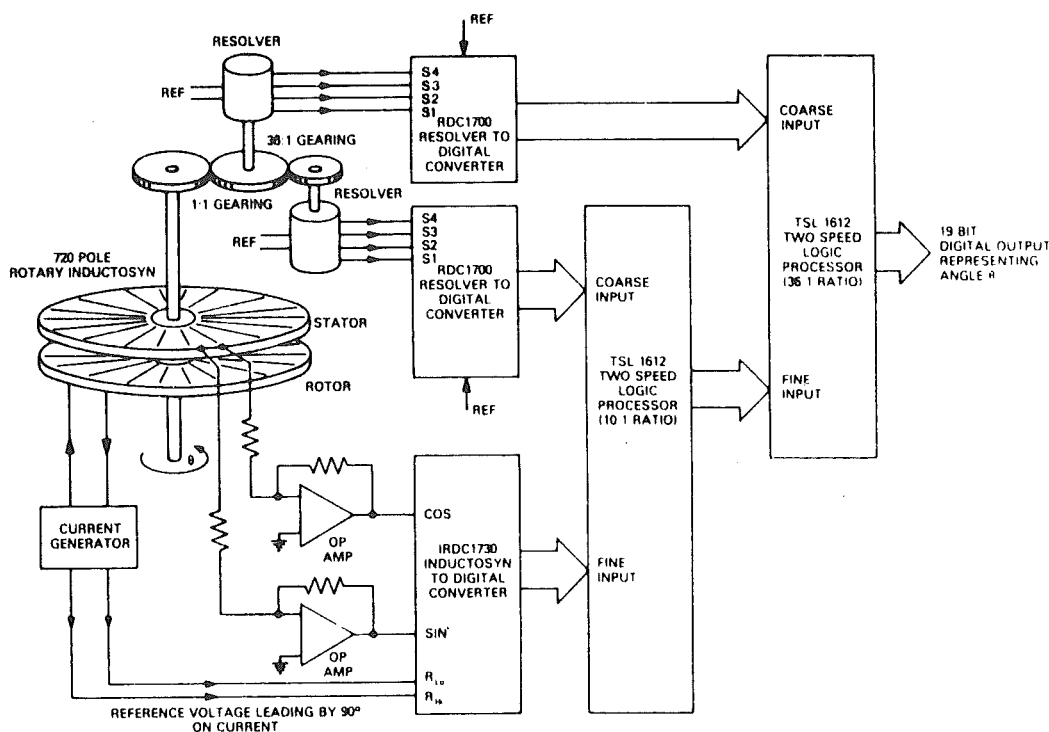 REF
RESOLVER
REF
S4
S3
S2
S1
RDC1700
RESOLVER TO
DIGITAL
CONVERTER
COARSE
INPUT
36:1 GEARING
1:1 GEARING
RESOLVER
REF
S4
S3
S2
S1
RDC1700
RESOLVER TO
DIGITAL
CONVERTER
REF
COARSE
INPUT
TSL 1612
TWO SPEED
LOGIC
PROCESSOR
(36 1 RATIO)
19 BIT
DIGITAL OUTPUT
REPRESENTING
ANGLE θ
720 POLE
ROTARY INDUCTOSYN
STATOR
ROTOR
TSL 1612
TWO SPEED
LOGIC
PROCESSOR
(10 1 RATIO)
FINE
INPUT
θ
CURRENT
GENERATOR
OP
AMP
COS
IRDC1730
INDUCTOSYN
TO DIGITAL
CONVERTER
FINE
INPUT
SIN
OP
AMP
RLo
RHi
REFERENCE VOLTAGE LEADING BY 90º
ON CURRENT